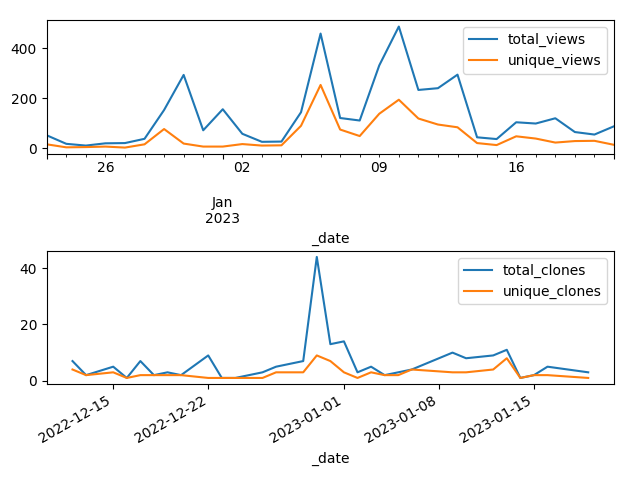 400
200
0
total_views
unique_views
26
02
09
16
Jan
2023
_date
40
20
0
total_clones
unique_clones
2022-12-15
2022-12-22
2023-01-01
2023-01-08
2023-01-15
_date